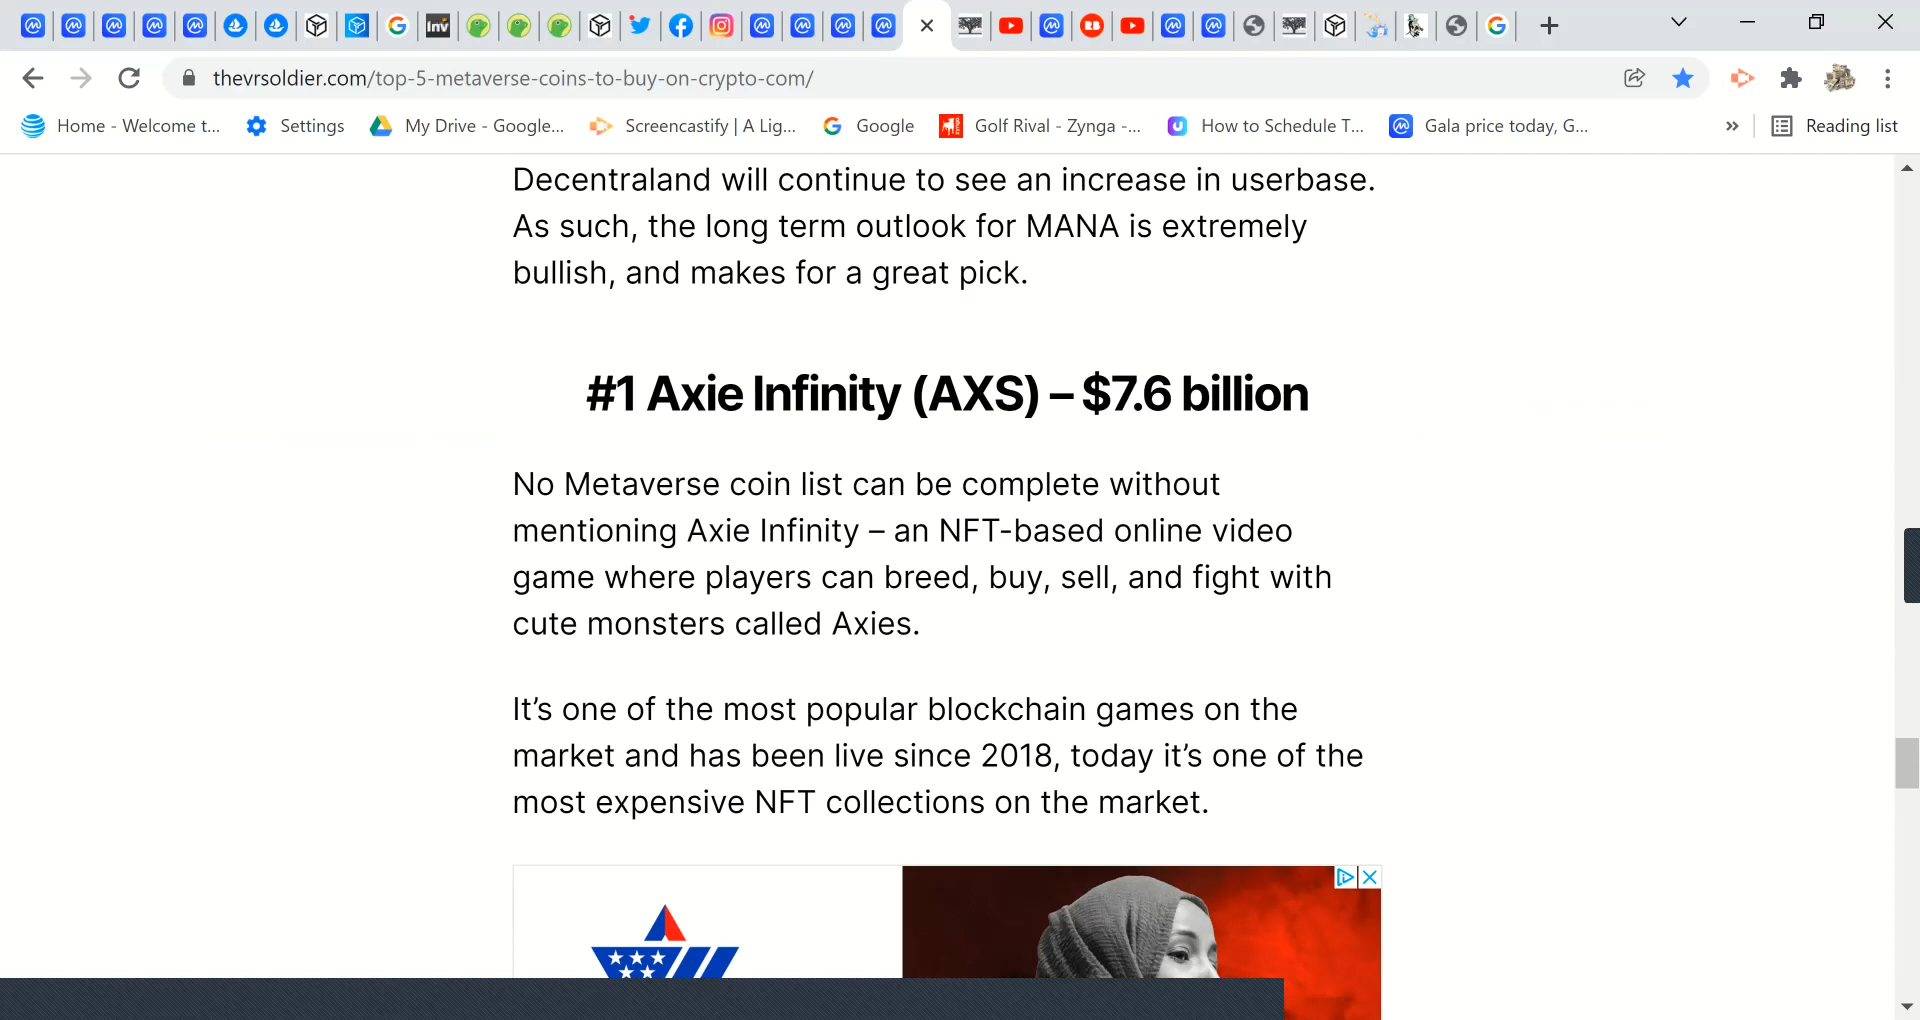 thevrsoldier.com/top-5-metaverse-coins-to-buy-on-crypto-com/
Home - Welcome t...
Settings
My Drive - Google...
Screencastify | A Lig...
Google
Golf Rival - Zynga -...
How to Schedule T...
Gala price today, G...
»
Reading list
Decentraland will continue to see an increase in userbase.
As such, the long term outlook for MANA is extremely
bullish, and makes for a great pick.
#1 Axie Infinity (AXS) – $7.6 billion
No Metaverse coin list can be complete without
mentioning Axie Infinity – an NFT-based online video
game where players can breed, buy, sell, and fight with
cute monsters called Axies.
It’s one of the most popular blockchain games on the
market and has been live since 2018, today it’s one of the
most expensive NFT collections on the market.